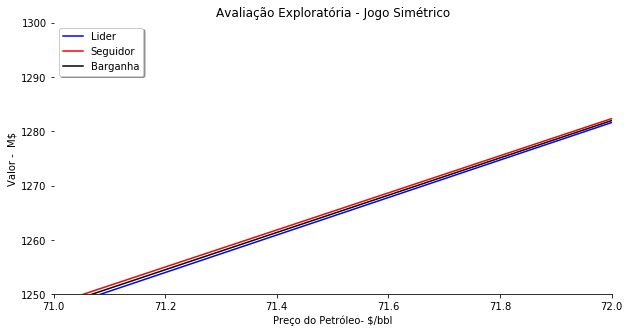 Avaliação Exploratória - Jogo Simétrico
Lider
Seguidor
Barganha
Valor - M$
1300
1290
1280
1270
1260
1250
71.0 71.2 71.4 71.6 71.8 72.0
Preço do Petróleo- $/bbl